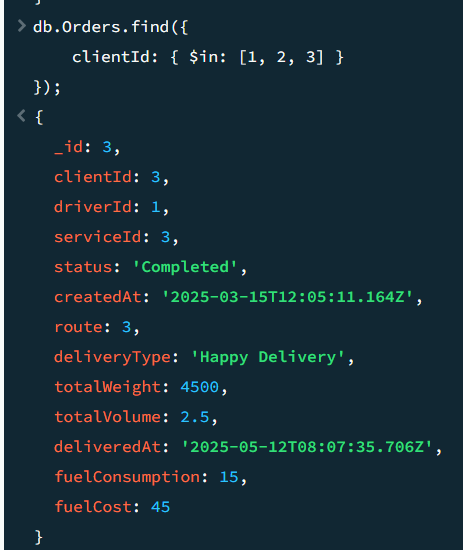 }
> db.Orders.find({
clientId: { $in: [1, 2, 3] }
});
< {
_id: 3,
clientId: 3,
driverId: 1,
serviceId: 3,
status: 'Completed',
createdAt: '2025-03-15T12:05:11.164Z',
route: 3,
deliveryType: 'Happy Delivery',
totalWeight: 4500,
totalVolume: 2.5,
deliveredAt: '2025-05-12T08:07:35.706Z',
fuelConsumption: 15,
fuelCost: 45
}